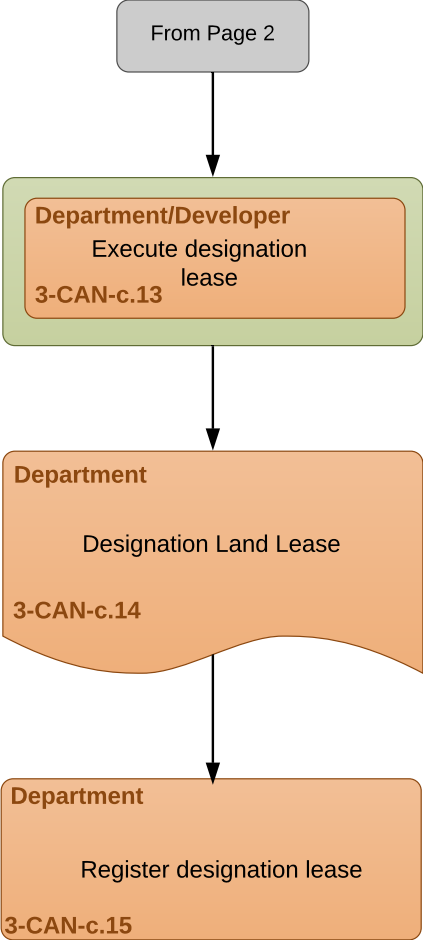 From Page 2
Department/Developer
Execute designation
lease
3-CAN-c.13
Department
Designation Land Lease
3-CAN-c.14
Department
Register designation lease
3-CAN-c.15